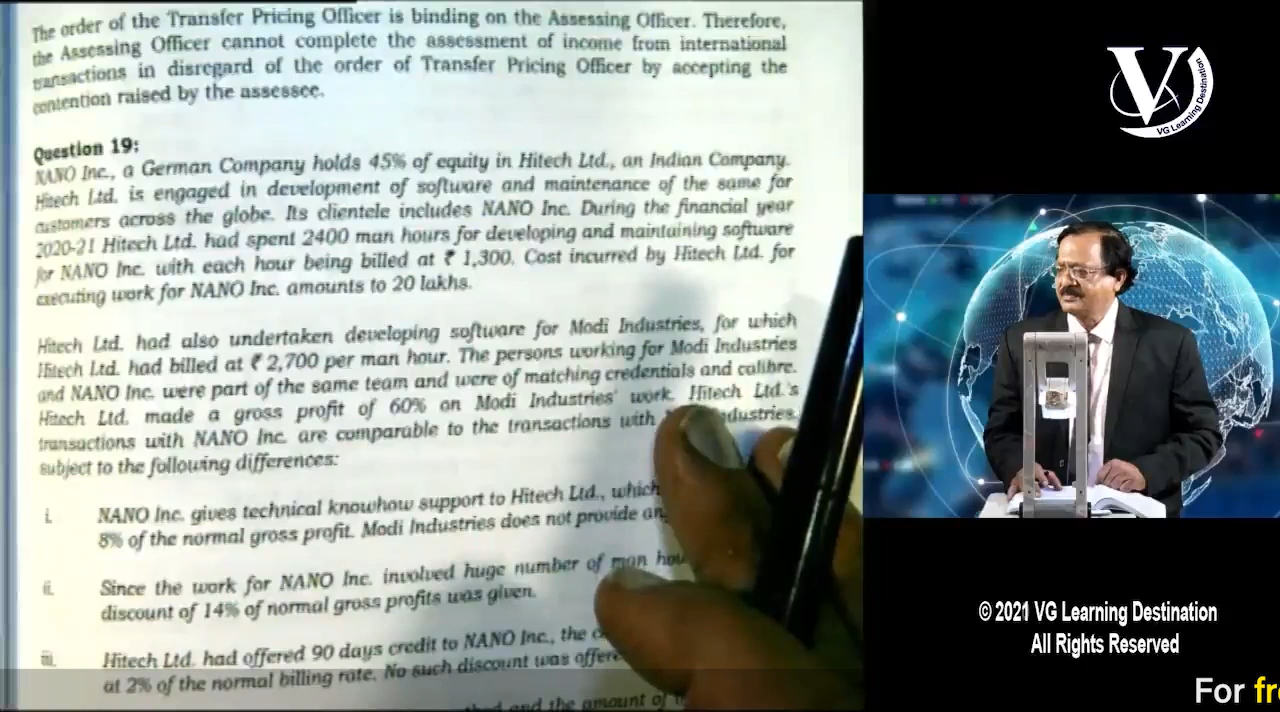 The order of the Transfer Pricing Officer is binding on the Assessing Officer. Therefore,
the Assessing Officer cannot complete the assessment of income from international
transactions in disregard of the order of Transfer Pricing Officer by accepting the
contention raised by the assessee.
Question 19:
NANO Inc., a German Company holds 45% of equity in Hitech Ltd., an Indian Company.
Hitech Ltd. is engaged in development of software and maintenance of the same for
customers across the globe. Its clientele includes NANO Inc. During the financial year
2020-21 Hitech Ltd. had spent 2400 man hours for developing and maintaining software
for NANO Inc. with each hour being billed at ₹ 1,300. Cost incurred by Hitech Ltd. for
executing work for NANO Inc. amounts to 20 lakhs.
Hitech Ltd. had also undertaken developing software for Modi Industries, for which
Hitech Ltd. had billed at ₹ 2,700 per man hour. The persons working for Modi Industries
and NANO Inc. were part of the same team and were of matching credentials and calibre.
Hitech Ltd. made a gross profit of 60% on Modi Industries' work. Hitech Ltd.'s
transactions with NANO Inc. are comparable to the transactions with
subject to the following differences:
i. NANO Inc. gives technical knowhow support to Hitech Ltd., which
8% of the normal gross profit. Modi Industries does not provide
ii. Since the work for NANO Inc. involved huge number of man
discount of 14% of normal gross profits was given.
iii. Hitech Ltd. had offered 90 days credit to NANO Inc., the
at 2% of the normal billing rate. No such discount was
and the amount of
V
VG Learning Destination
© 2021 VG Learning Destination
All Rights Reserved
For